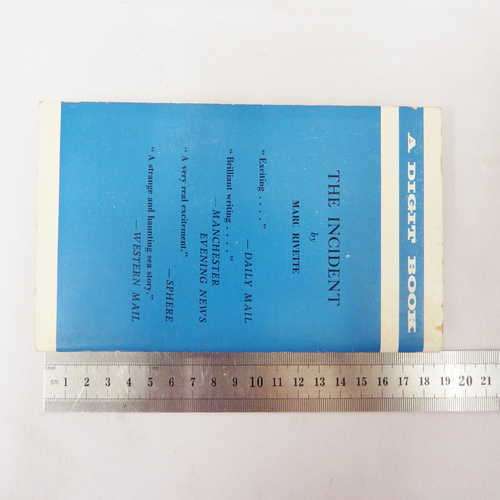 A DIGIT BOOK
THE INCIDENT
by
MARC RIVETTE
“ Exciting . . . . ”
—DAILY MAIL
“ Brilliant writing . . . . ”
—MANCHESTER
EVENING NEWS
“ A very real excitement.”
—SPHERE
“ A strange and haunting sea story.”
—WESTERN MAIL
1 2 3 4 5 6 7 8 9 10 11 12 13 14 15 16 17 18 19 20 21